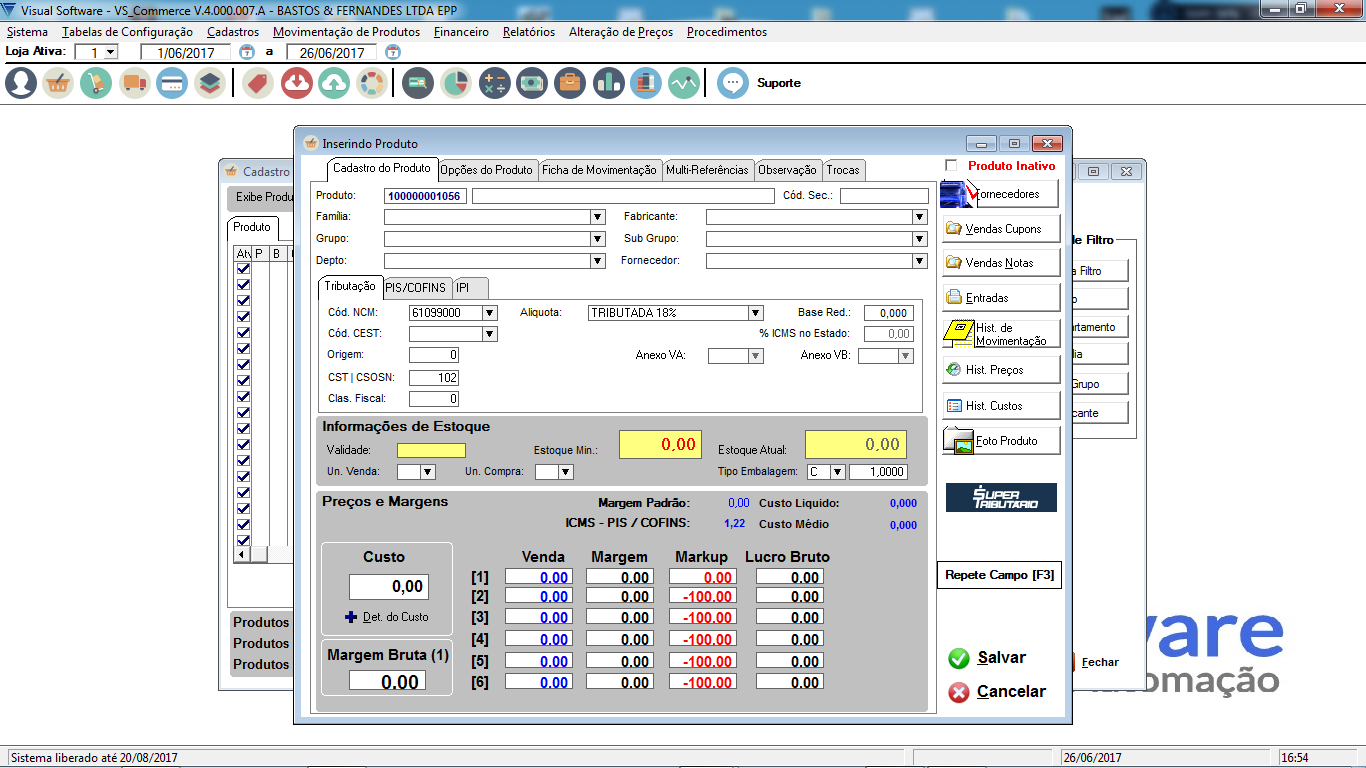 Visual Software - VS_Commerce V.4.000.007.A - BASTOS & FERNANDES LTDA EPP
Sistema Tabelas de Configuração Cadastros Movimentação de Produtos Financeiro Relatórios Alteração de Preços Procedimentos
Loja Ativa: 1 1/06/2017 a 26/06/2017
Suporte
Cadastro
Exibe Produ
Produto
Atv P B
Produtos
Produtos
Produtos
Inserindo Produto
Cadastro do Produto Opções do Produto Ficha de Movimentação Multi-Referências Observação Trocas
Produto Inativo
Produto: 100000001056 Cód. Sec.:
Família: Fabricante:
Grupo: Sub Grupo:
Depto: Fornecedor:
Tributação PIS/COFINS IPI
Cód. NCM: 61099000 Aliquota: TRIBUTADA 18% Base Red.: 0,000
Cód. CEST: % ICMS no Estado: 0,00
Origem: 0 Anexo VA: Anexo VB:
CST | CSOSN: 102
Clas. Fiscal: 0
Informações de Estoque
Validade: Estoque Min.: 0,00 Estoque Atual: 0,00
Un. Venda: Un. Compra: Tipo Embalagem: C 1,0000
Preços e Margens Margem Padrão: 0,00 Custo Liquido: 0,000
ICMS - PIS / COFINS: 1,22 Custo Médio 0,000
Custo
0,00
Det. do Custo
Margem Bruta (1)
0,00
Venda Margem Markup Lucro Bruto
[1] 0,00 0,00 0,00 0,00
[2] 0,00 0,00 -100,00 0,00
[3] 0,00 0,00 -100,00 0,00
[4] 0,00 0,00 -100,00 0,00
[5] 0,00 0,00 -100,00 0,00
[6] 0,00 0,00 -100,00 0,00
Fornecedores
Vendas Cupons
Vendas Notas
Entradas
Hist. de
Movimentação
Hist. Preços
Hist. Custos
Foto Produto
SUPER
TRIBUTÁRIO
Repete Campo [F3]
Salvar
Cancelar
de Filtro
a Filtro
o
artamento
lia
Grupo
cante
Fechar
ware
utomação
Sistema liberado até 20/08/2017 26/06/2017 16:54